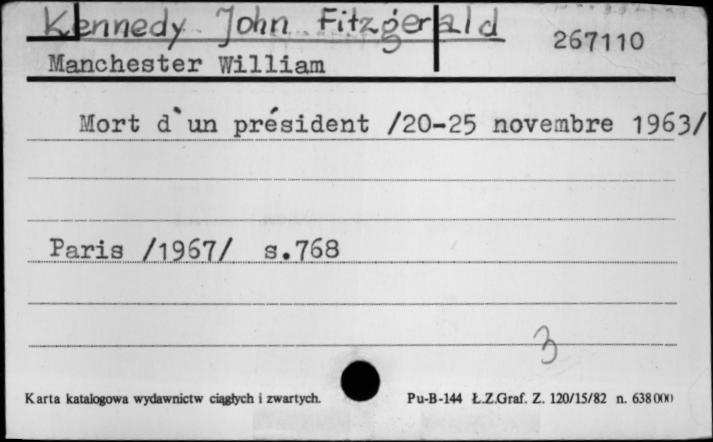 Kennedy John Fitzgerald
267110
Manchester William
Mort d`un président /20-25 novembre 1963/
Paris /1967/ s.768
3
Karta katalogowa wydawnictw ciągłych i zwartych. Pu-B-144 Ł.Z.Graf. Z. 120/15/82 n. 638000